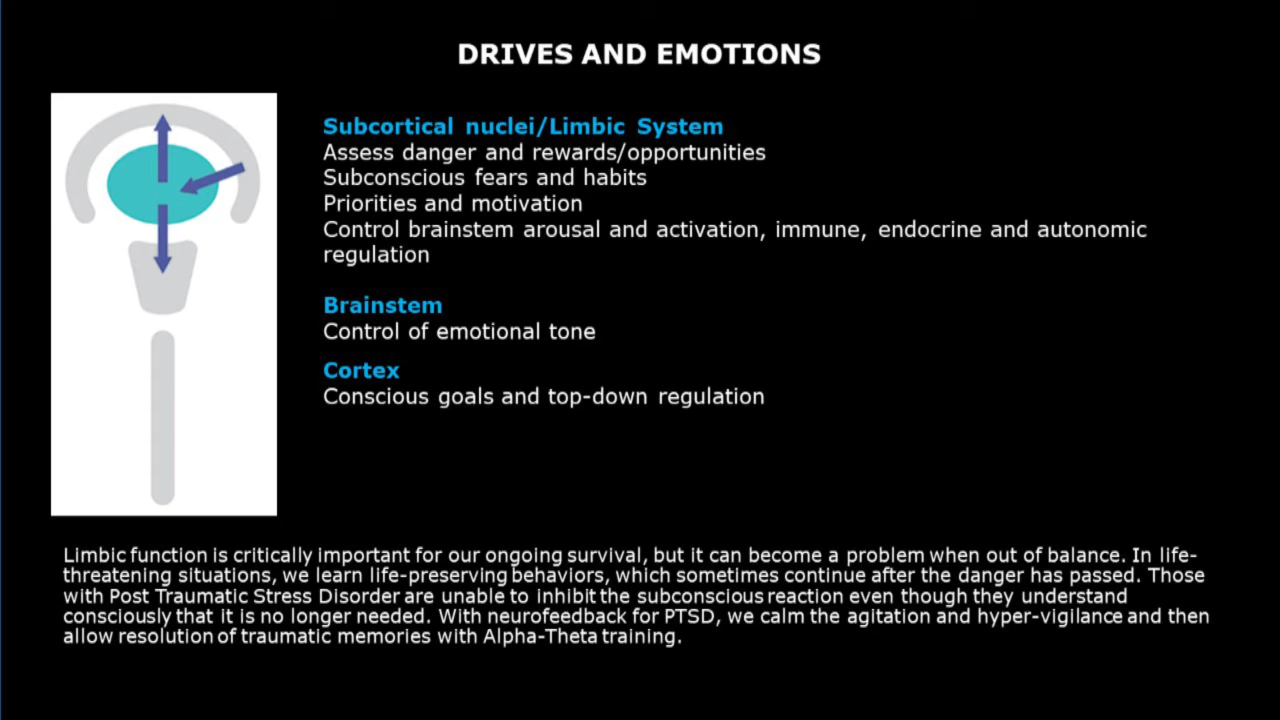 DRIVES AND EMOTIONS
Subcortical nuclei/Limbic System
Assess danger and rewards/opportunities
Subconscious fears and habits
Priorities and motivation
Control brainstem arousal and activation, immune, endocrine and autonomic
regulation
Brainstem
Control of emotional tone
Cortex
Conscious goals and top-down regulation
Limbic function is critically important for our ongoing survival, but it can become a problem when out of balance. In life-
threatening situations, we learn life-preserving behaviors, which sometimes continue after the danger has passed. Those
with Post Traumatic Stress Disorder are unable to inhibit the subconscious reaction even though they understand
consciously that it is no longer needed. With neurofeedback for PTSD, we calm the agitation and hyper-vigilance and then
allow resolution of traumatic memories with Alpha-Theta training.